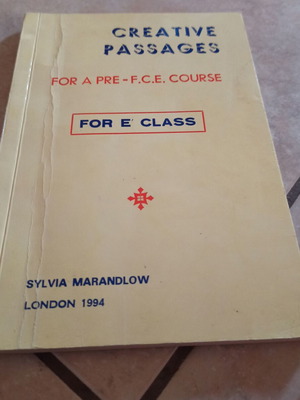 CREATIVE
PASSAGES
FOR A PRE-F.C.E. COURSE
FOR E' CLASS
SYLVIA MARANDLOW
LONDON 1994